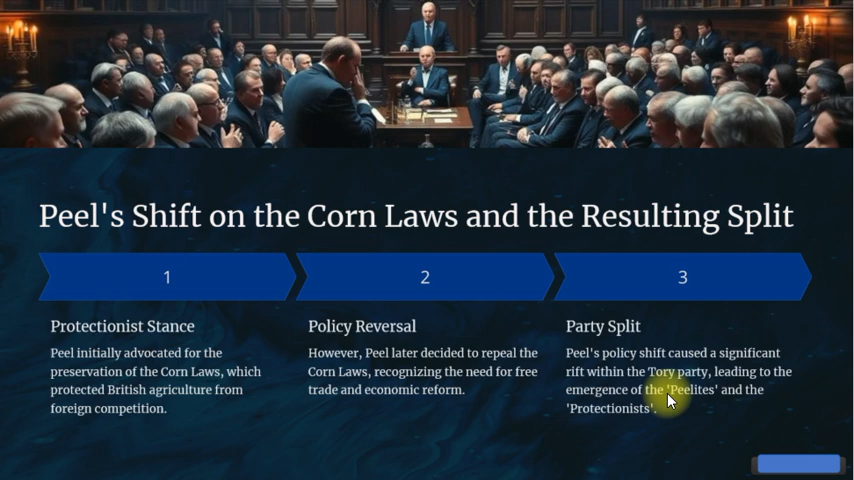 Peel's Shift on the Corn Laws and the Resulting Split
1
2
3
Protectionist Stance
Peel initially advocated for the
preservation of the Corn Laws, which
protected British agriculture from
foreign competition.
Policy Reversal
However, Peel later decided to repeal the
Corn Laws, recognizing the need for free
trade and economic reform.
Party Split
Peel's policy shift caused a significant
rift within the Tory party, leading to the
emergence of the 'Peelites' and the
'Protectionists'.